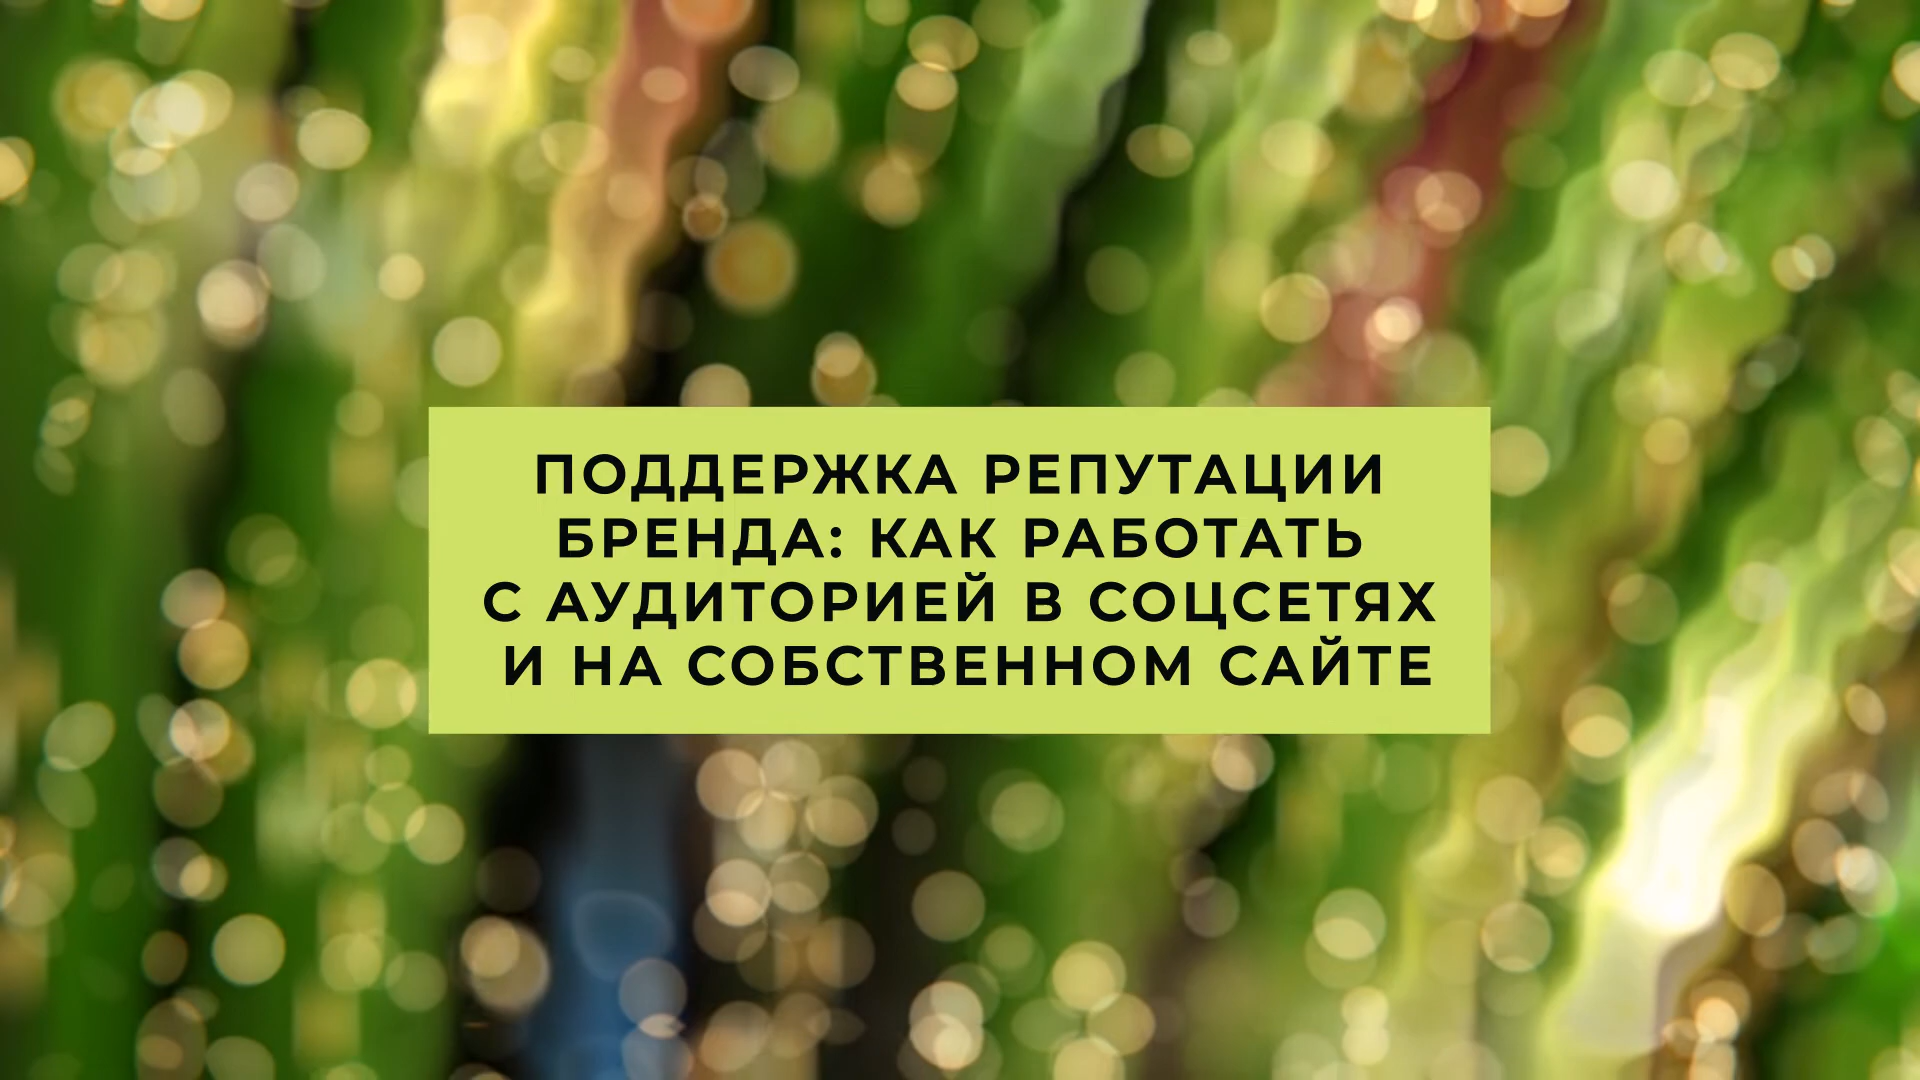 ПОДДЕРЖКА РЕПУТАЦИИ
БРЕНДА: КАК РАБОТАТЬ
С АУДИТОРИЕЙ В СОЦСЕТЯХ
И НА СОБСТВЕННОМ САЙТЕ